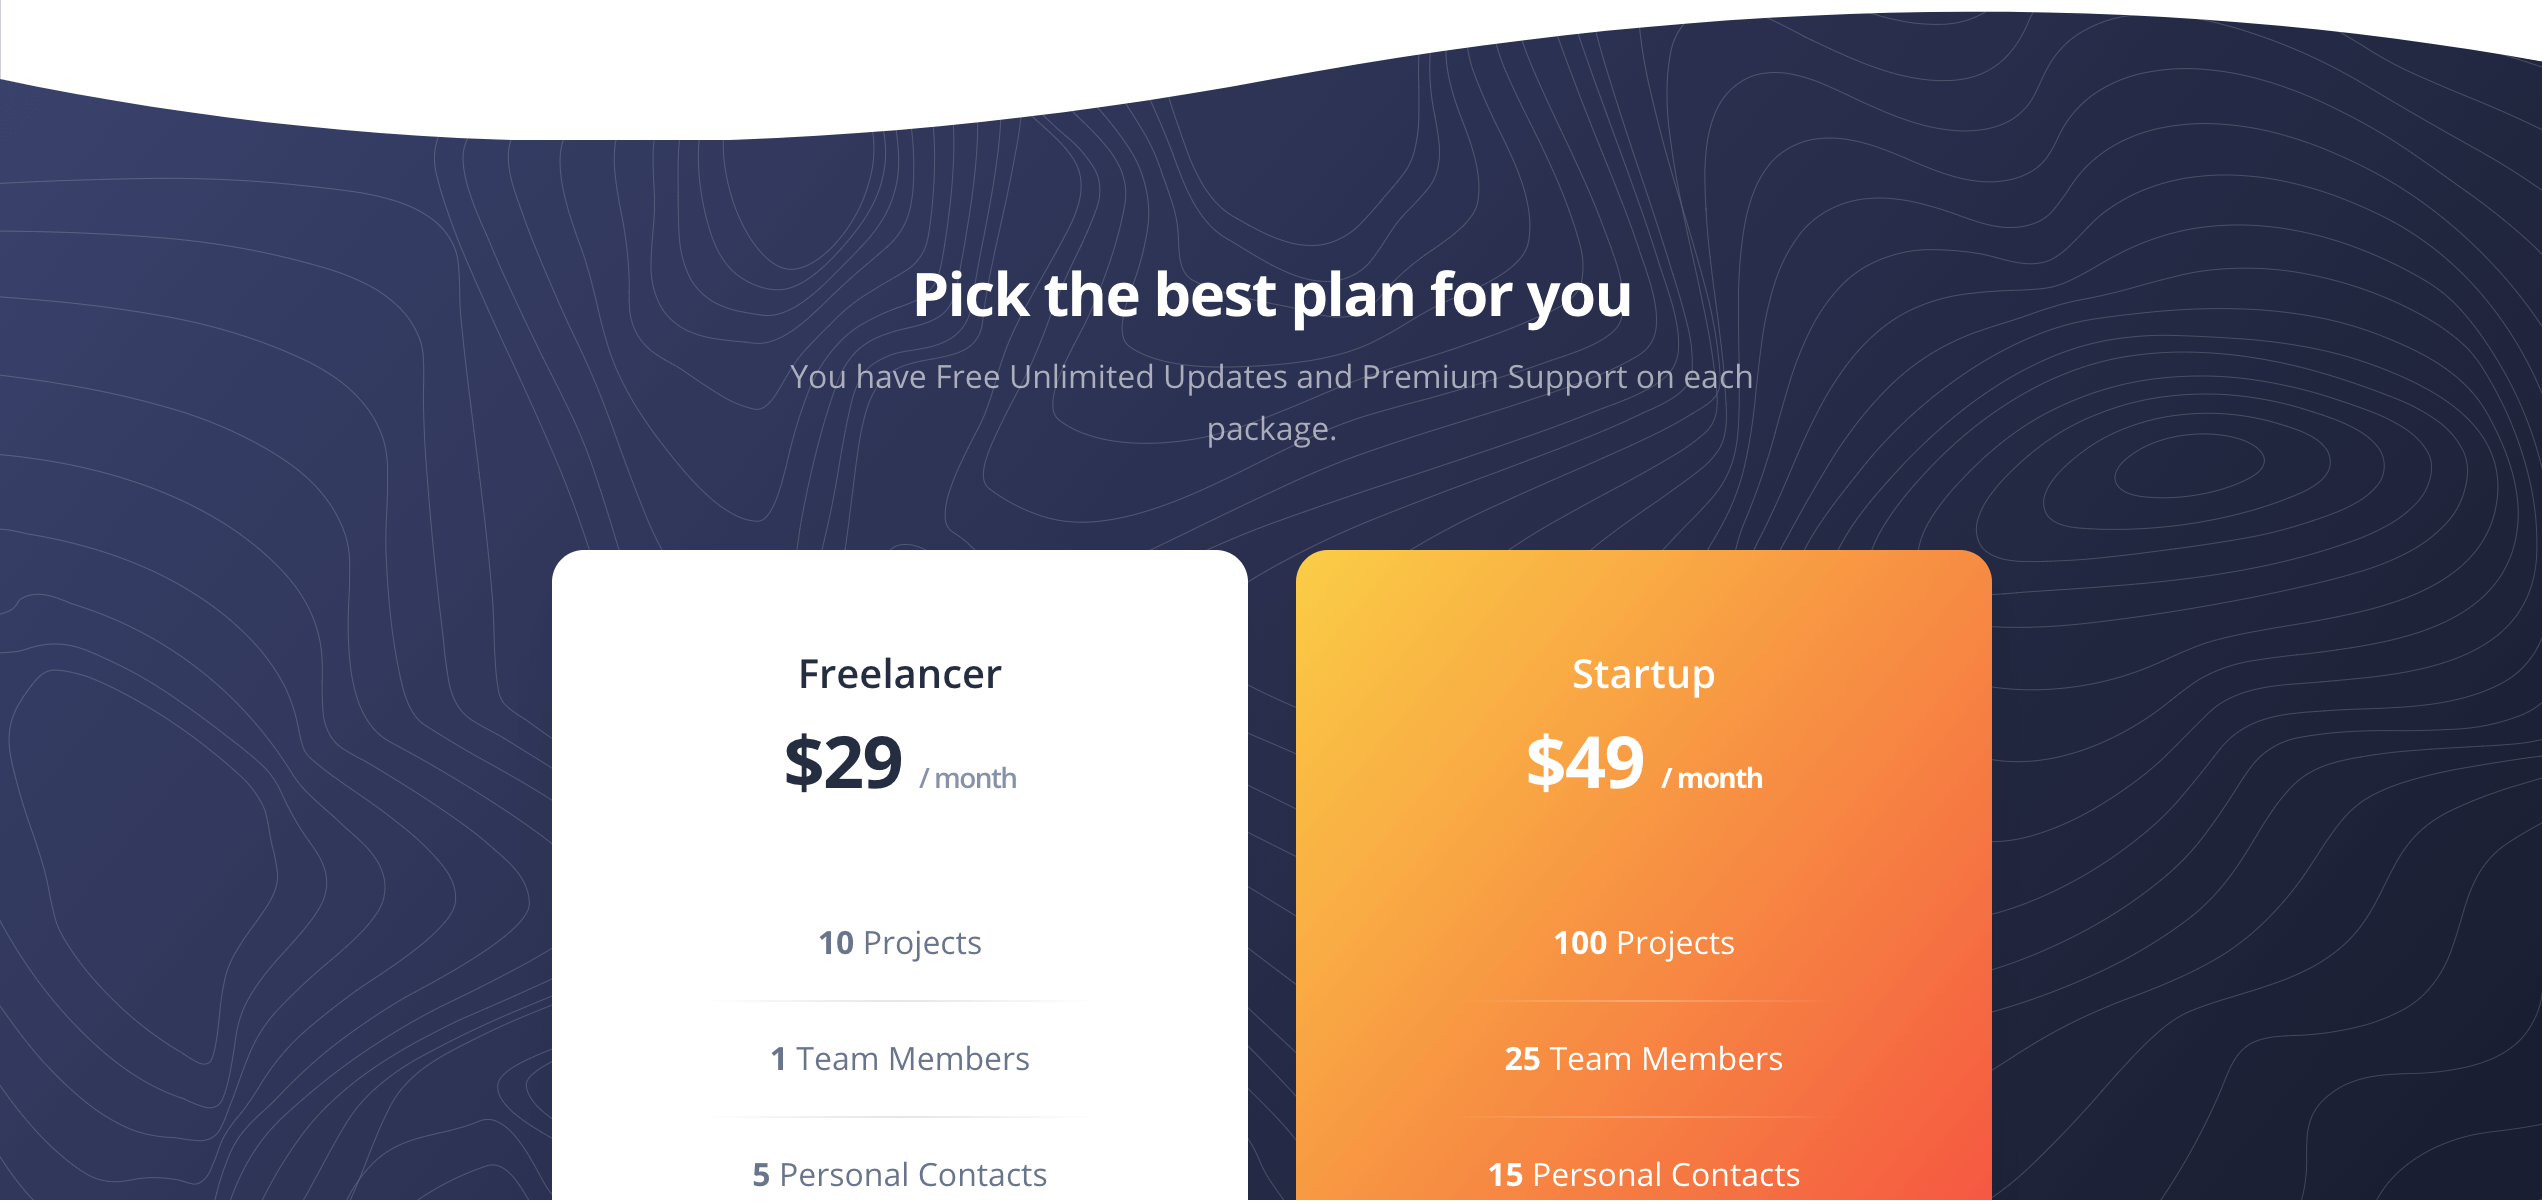 Pick the best plan for you
You have Free Unlimited Updates and Premium Support on each
package.
Freelancer
$29 / month
10 Projects
1 Team Members
5 Personal Contacts
Startup
$49 / month
100 Projects
25 Team Members
15 Personal Contacts